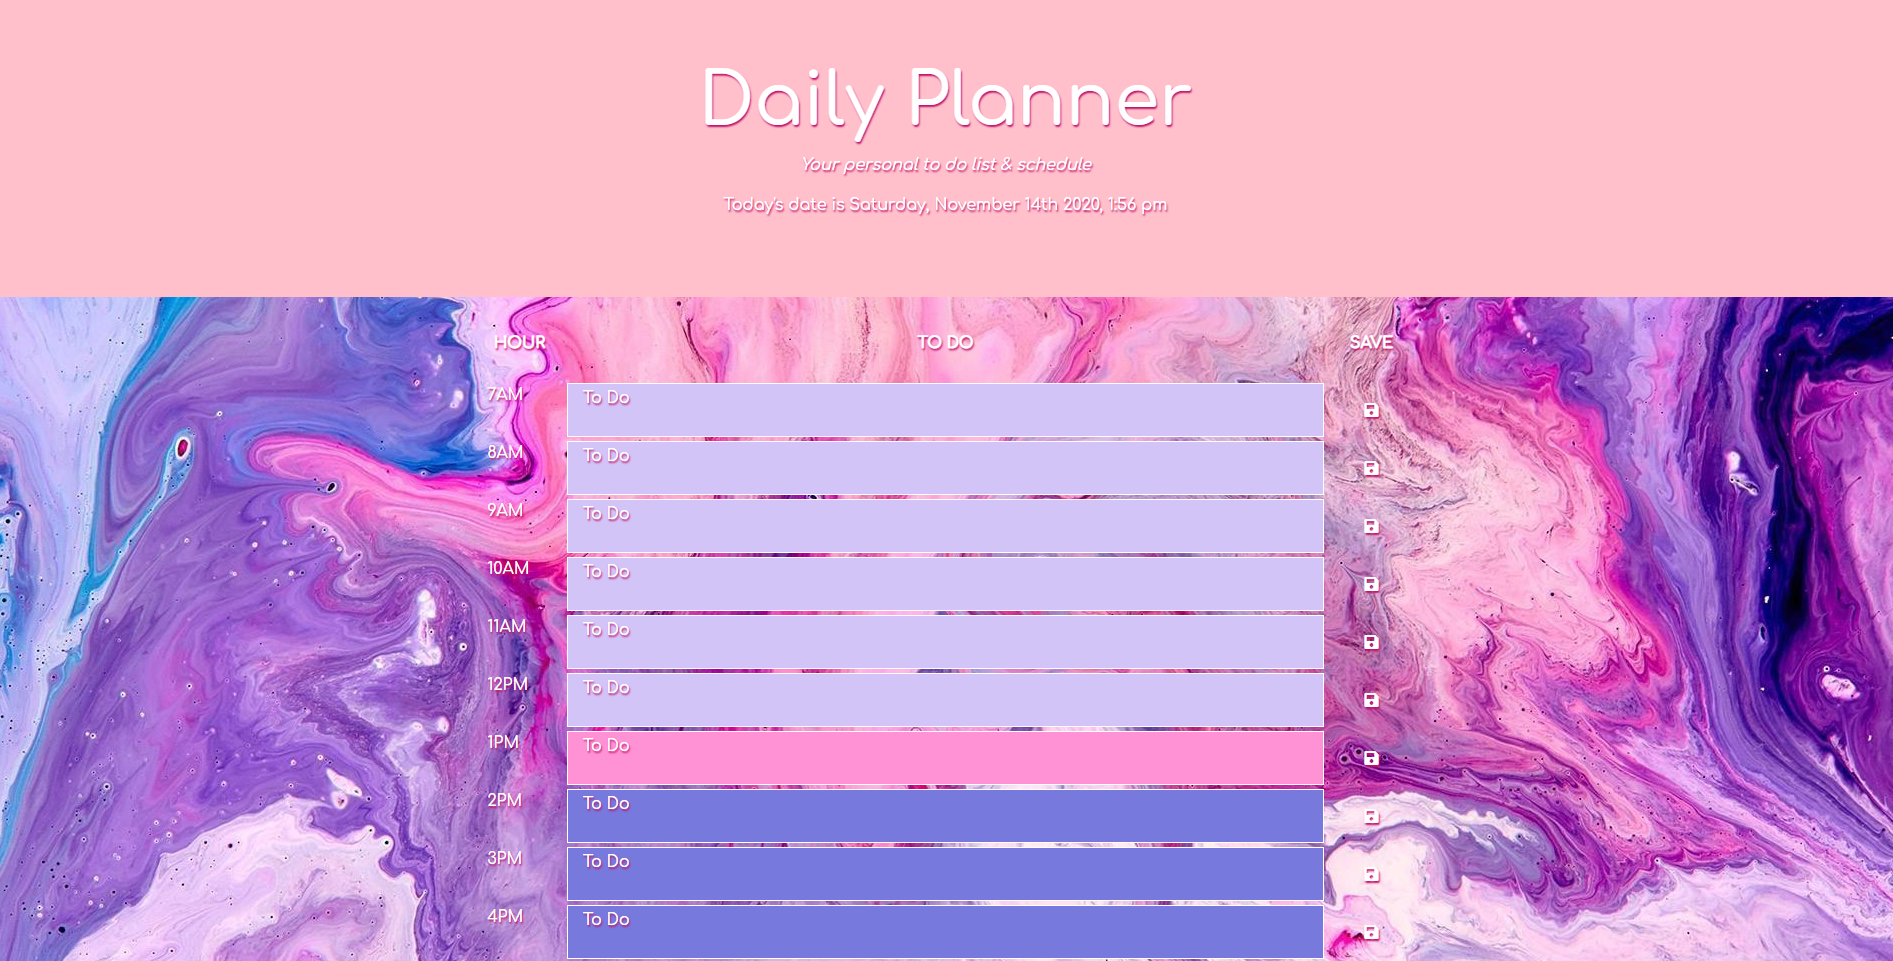 Daily Planner
Your personal to do list & schedule
Today's date is Saturday, November 14th 2020, 1:56 pm
HOUR TO DO SAVE
7AM To Do
8AM To Do
9AM To Do
10AM To Do
11AM To Do
12PM To Do
1PM To Do
2PM To Do
3PM To Do
4PM To Do